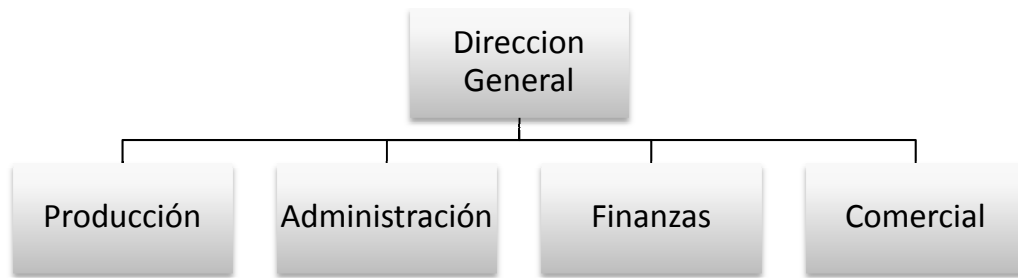 Direccion
General
Producción
Administración
Finanzas
Comercial